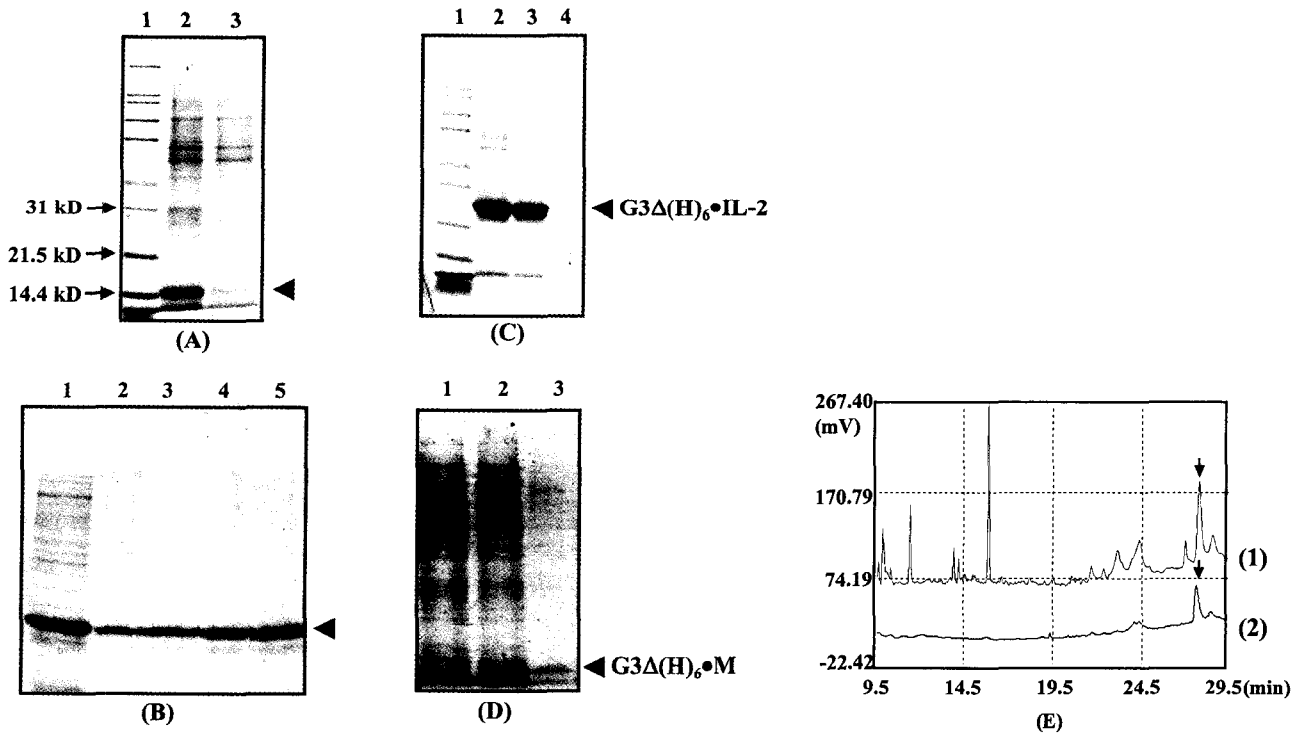 1 2 3
31 kD
21.5 kD
14.4 kD
(A)
1 2 3 4
G3Δ(H)₆•IL-2
(C)
1 2 3 4 5
(B)
1 2 3
G3Δ(H)₆•M
(D)
267.40
(mV)
170.79
74.19
-22.42
9.5 14.5 19.5 24.5 29.5 (min)
(1)
(2)
(E)